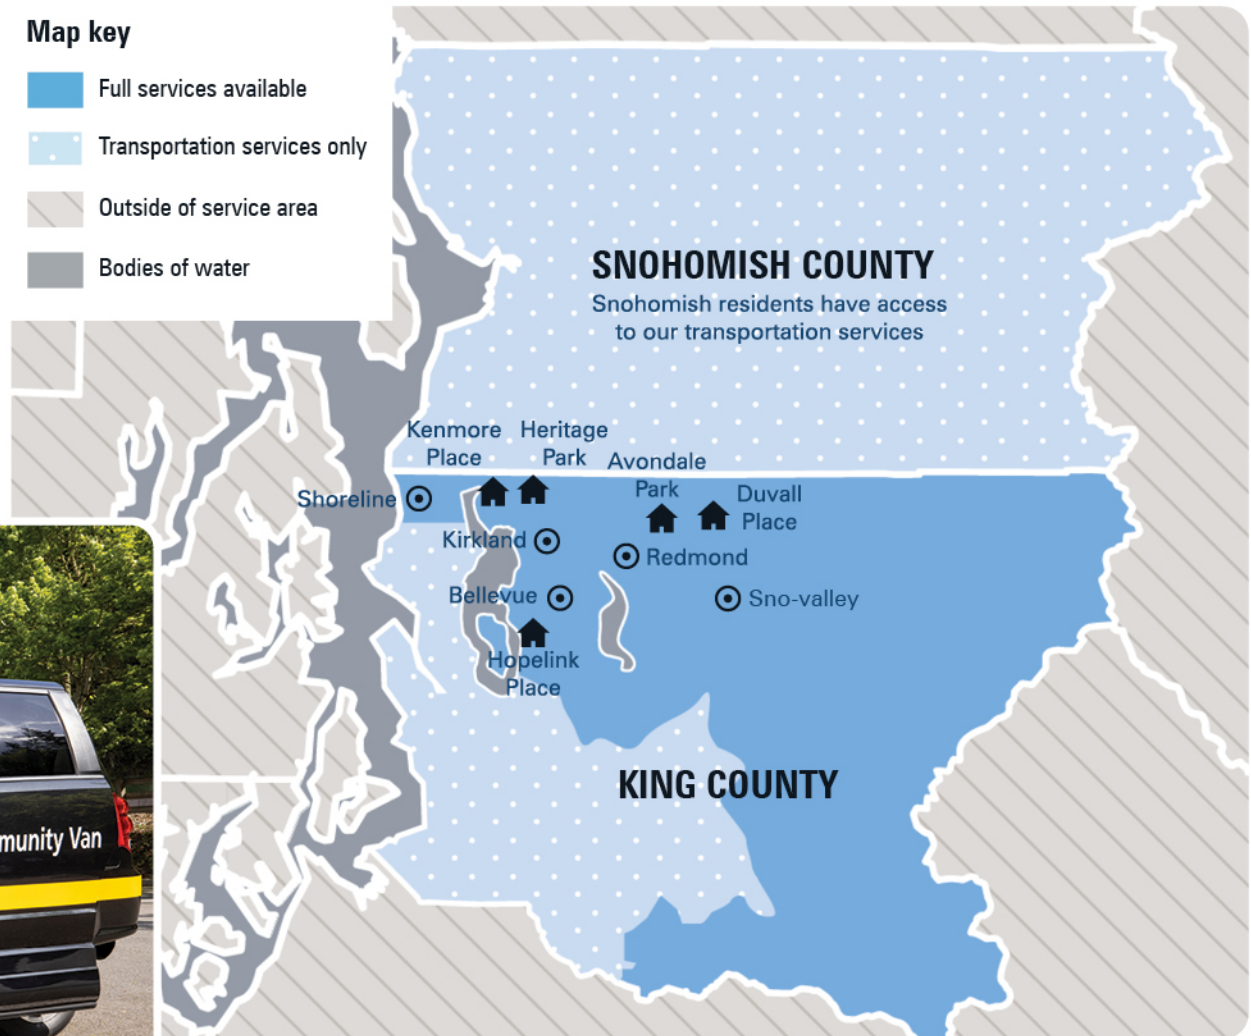 Map key
Full services available
Transportation services only
Outside of service area
Bodies of water
SNOHOMISH COUNTY
Snohomish residents have access
to our transportation services
Kenmore
Place
Heritage
Park
Avondale
Park
Duvall
Place
Shoreline
Kirkland
Redmond
Bellevue
Sno-valley
Hopelink
Place
KING COUNTY
munity Van